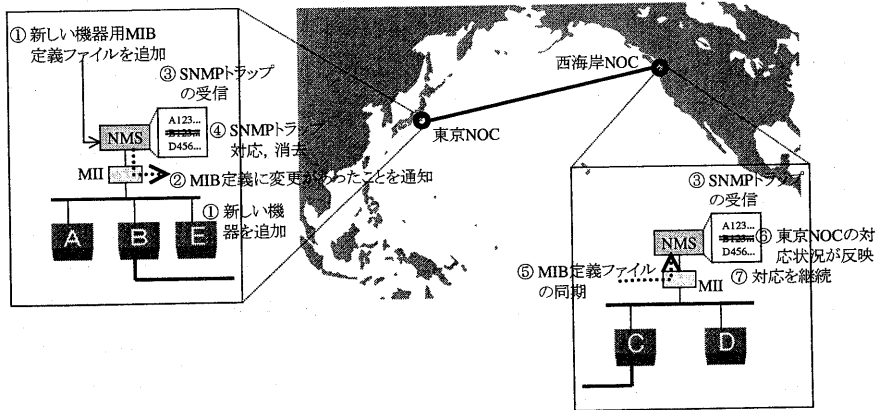 ① 新しい機器用MIB
定義ファイルを追加
③ SNMPトラップ
の受信
A123...
B123...
D456...
NMS
④ SNMPトラップ
対応, 消去
MII
② MIB定義に変更があったことを通知
① 新しい機
器を追加
A
B
E
東京NOC
西海岸NOC
③ SNMPトラップ
の受信
A123...
B123...
D456...
NMS
⑥ 東京NOCの対
応状況が反映
⑤ MIB定義ファイル
の同期
MII
⑦ 対応を継続
C
D